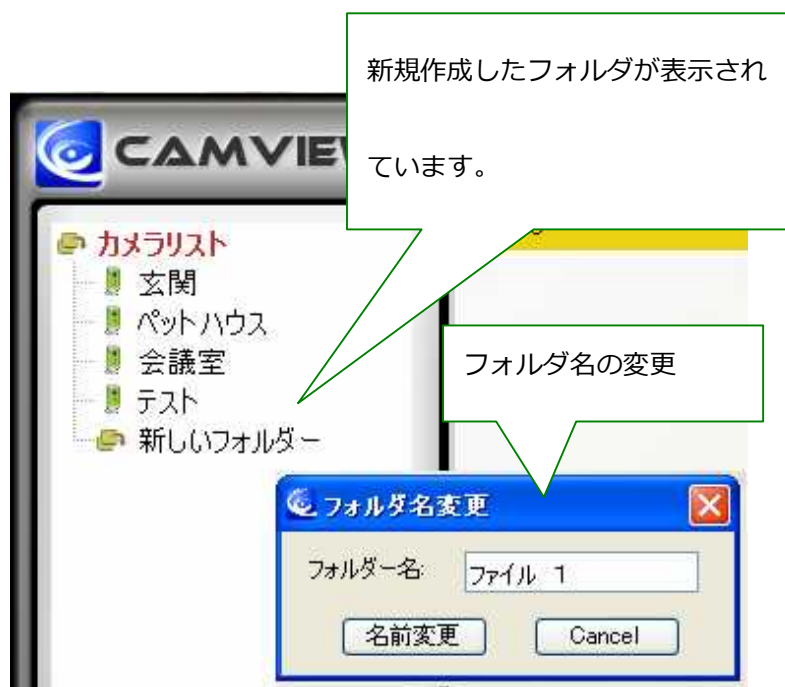 新規作成したフォルダが表示され
ています。
CAMVIE
カメラリスト
玄関
ペットハウス
会議室
テスト
新しいフォルダー
フォルダ名の変更
フォルダ名変更
フォルダー名:
ファイル 1
名前変更
Cancel